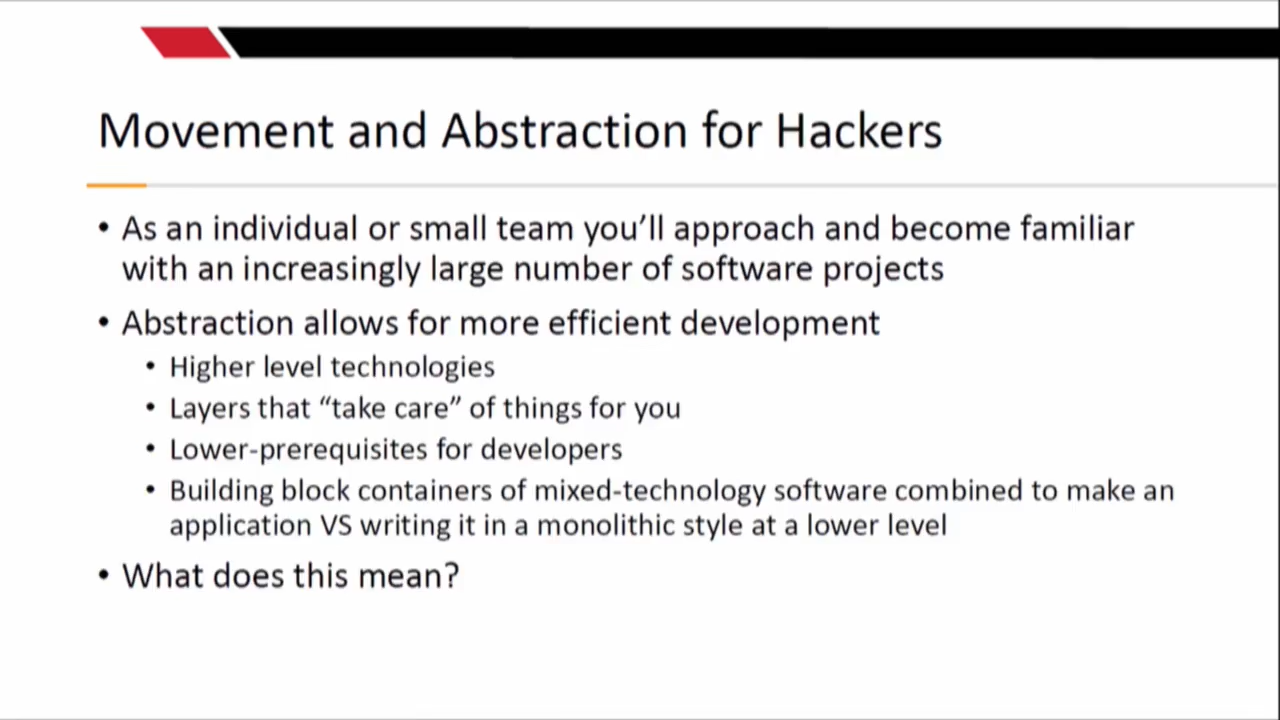 Movement and Abstraction for Hackers
• As an individual or small team you’ll approach and become familiar
with an increasingly large number of software projects
• Abstraction allows for more efficient development
• Higher level technologies
• Layers that “take care” of things for you
• Lower-prerequisites for developers
• Building block containers of mixed-technology software combined to make an
application VS writing it in a monolithic style at a lower level
• What does this mean?